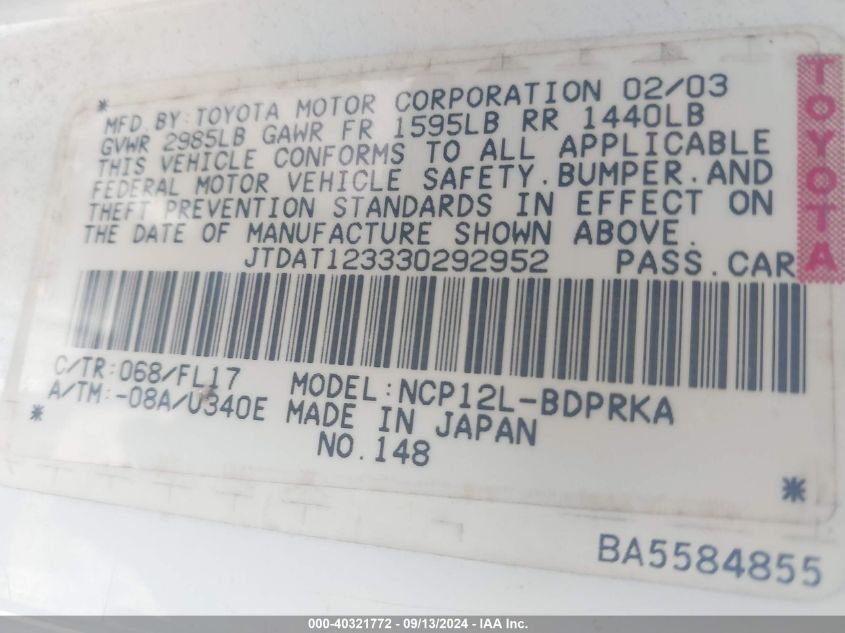 *
MFD.BY:TOYOTA MOTOR CORPORATION 02/03
GVWR 2985LB GAWR FR 1595LB RR 1440LB
THIS VEHICLE CONFORMS TO ALL APPLICABLE
FEDERAL MOTOR VEHICLE SAFETY.BUMPER.AND
THEFT PREVENTION STANDARDS IN EFFECT ON
THE DATE OF MANUFACTURE SHOWN ABOVE.
JTDAT123330292952 PASS.CAR
TOYOTA
C/TR:068/FL17 MODEL:NCP12L-BDPRKA
A/TM:-08A/U340E MADE IN JAPAN
* NO.148 *
BA5584855
000-40321772 - 09/13/2024 - Copyright IAA, Inc.